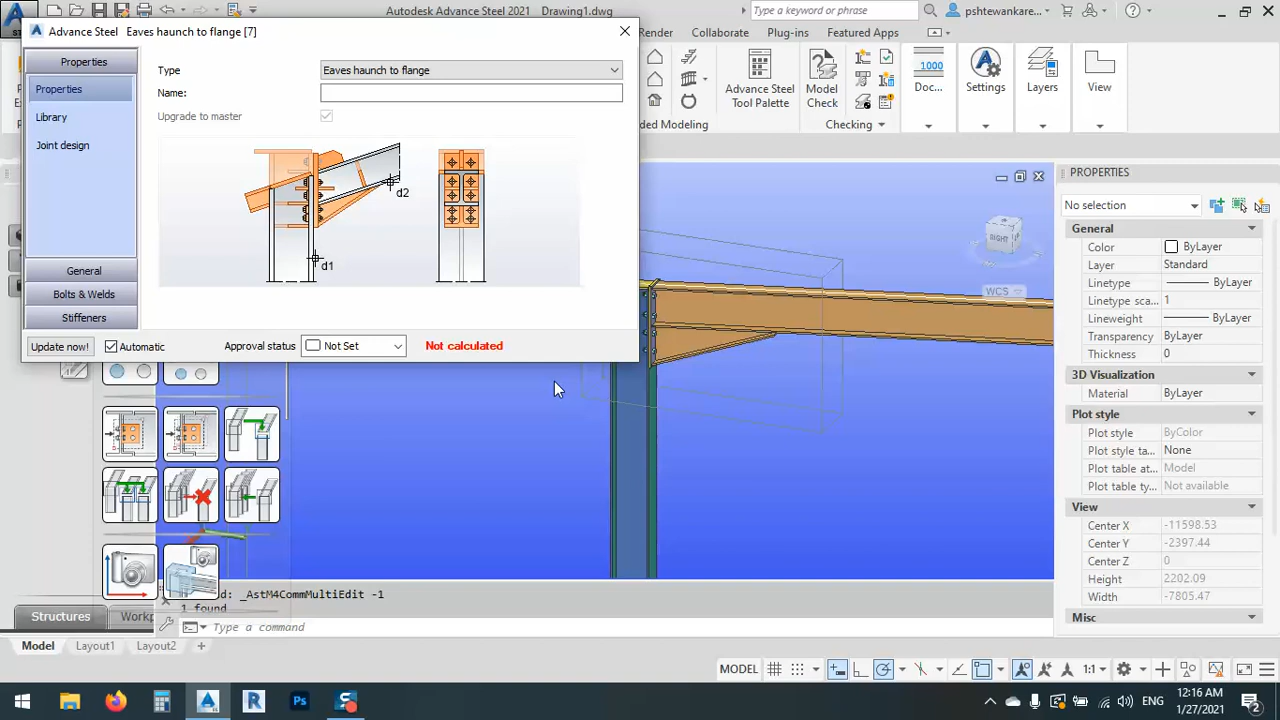 Autodesk Advance Steel 2021 Drawing1.dwg
Type a keyword or phrase
pshtewankare...
Advance Steel Eaves haunch to flange [7]
Render
Collaborate
Plug-ins
Featured Apps
Properties
Properties
Library
Joint design
General
Bolts & Welds
Stiffeners
Type
Eaves haunch to flange
Name:
Upgrade to master
d2
d1
Update now!
Automatic
Approval status
Not Set
Not calculated
Advance Steel
Tool Palette
Model
Check
1000
Doc...
Settings
Layers
View
ded Modeling
Checking
RIGHT
WCS
PROPERTIES
No selection
General
Color ByLayer
Layer Standard
Linetype ByLayer
Linetype sca... 1
Lineweight ByLayer
Transparency ByLayer
Thickness 0
3D Visualization
Material ByLayer
Plot style
Plot style ByColor
Plot style ta... None
Plot table at... Model
Plot table ty... Not available
View
Center X -11598.53
Center Y -2397.44
Center Z 0
Height 2202.09
Width -7805.47
Misc
d: _AstM4CommMultiEdit -1
1 found
Type a command
Structures
Workp
Model
Layout1
Layout2
MODEL
1:1
Ps
ENG
12:16 AM
1/27/2021
2